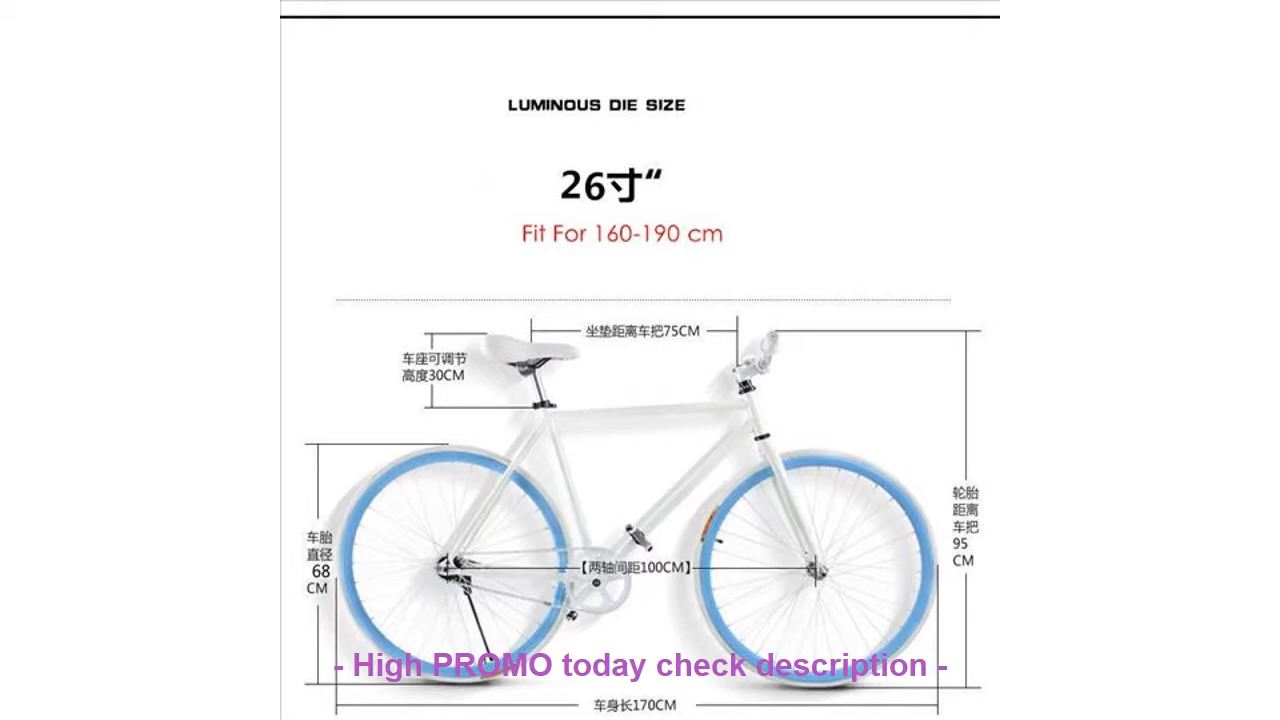 LUMINOUS DIE SIZE
26寸“
Fit For 160-190 cm
坐垫距离车把75CM
车座可调节
高度30CM
轮胎
距离
车把
95
CM
车胎
直径
68
CM
【两轴间距100CM】
- High PROMO today check description -
车身长170CM